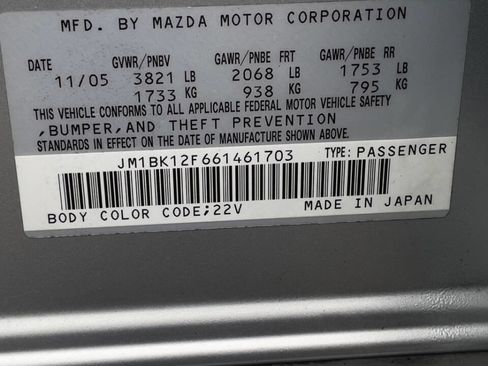 MFD. BY MAZDA MOTOR CORPORATION
DATE GVWR/PNBV GAWR/PNBE FRT GAWR/PNBE RR
11/05 3821 LB 2068 LB 1753 LB
1733 KG 938 KG 795 KG
THIS VEHICLE CONFORMS TO ALL APPLICABLE FEDERAL MOTOR VEHICLE SAFETY
,BUMPER,AND THEFT PREVENTION
STANDARDS IN EFFECT ON THE DATE OF MANUFACTURE SHOWN ABOVE.
JM1BK12F661461703 TYPE:PASSENGER
BODY COLOR CODE;22V MADE IN JAPAN